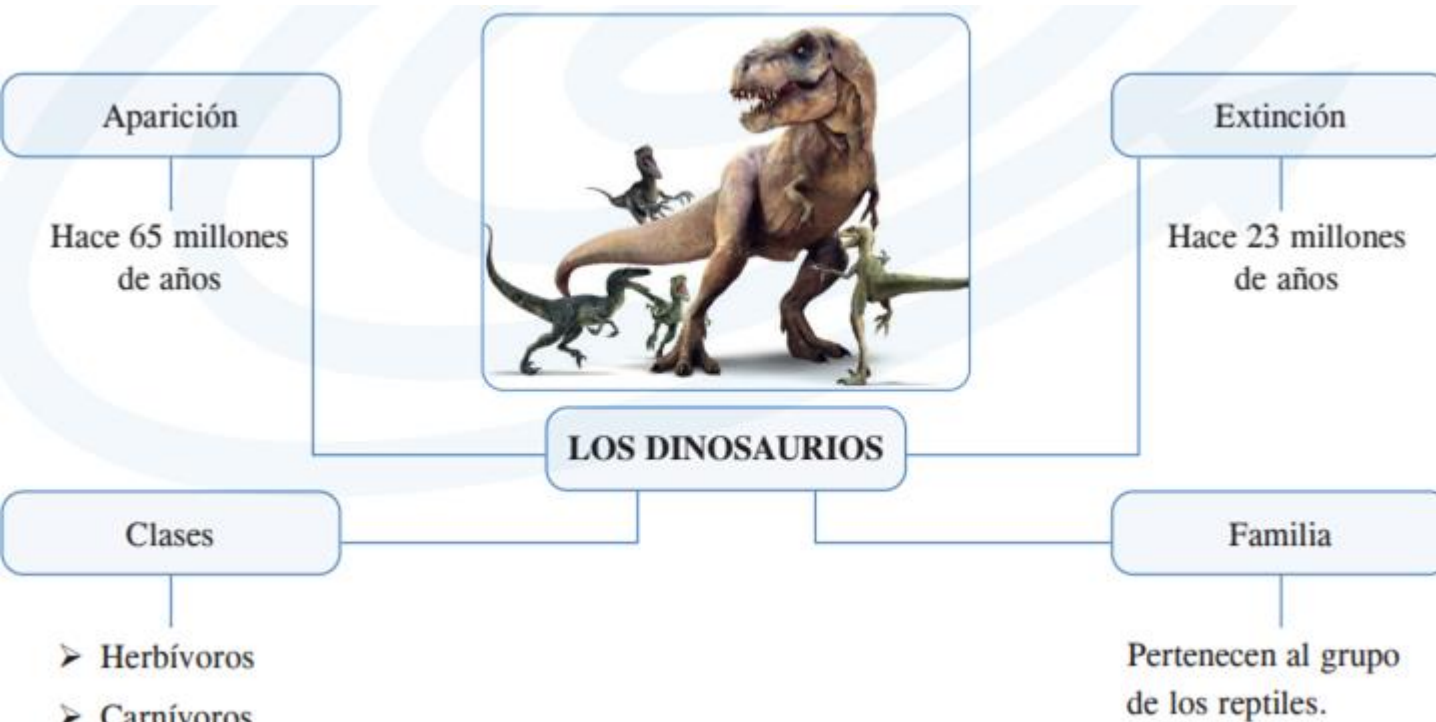 Aparición
Hace 65 millones
de años
Extinción
Hace 23 millones
de años
LOS DINOSAURIOS
Clases
➢ Herbívoros
➢ Carnívoros
Familia
Pertenecen al grupo
de los reptiles.